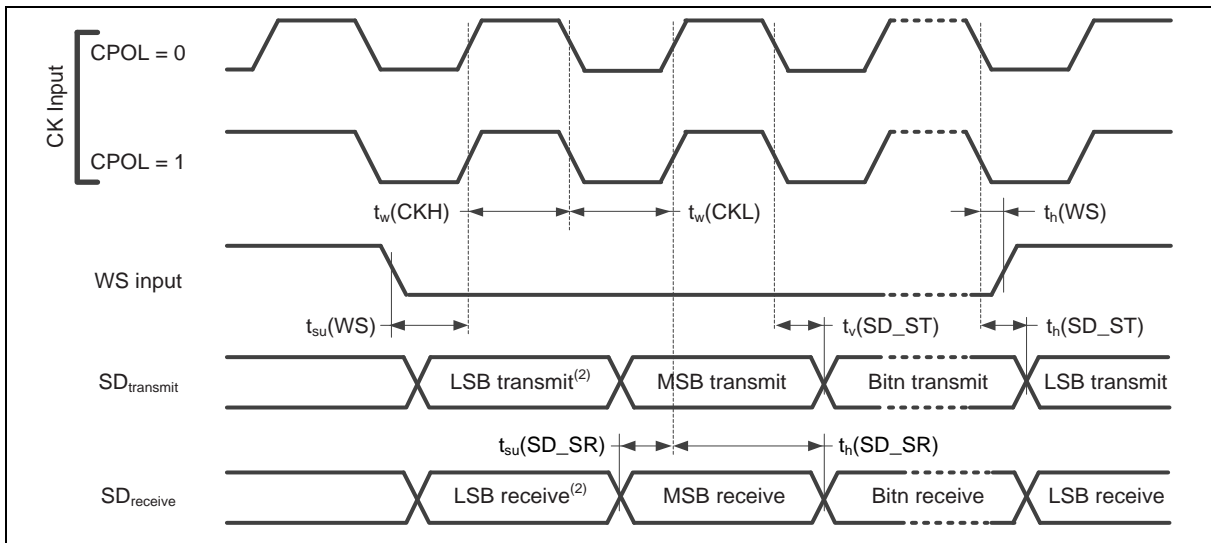 CK Input
CPOL = 0
CPOL = 1
tw(CKH)
tw(CKL)
th(WS)
WS input
tsu(WS)
tv(SD_ST)
th(SD_ST)
SDtransmit
LSB transmit(2)
MSB transmit
Bitn transmit
LSB transmit
tsu(SD_SR)
th(SD_SR)
SDreceive
LSB receive(2)
MSB receive
Bitn receive
LSB receive